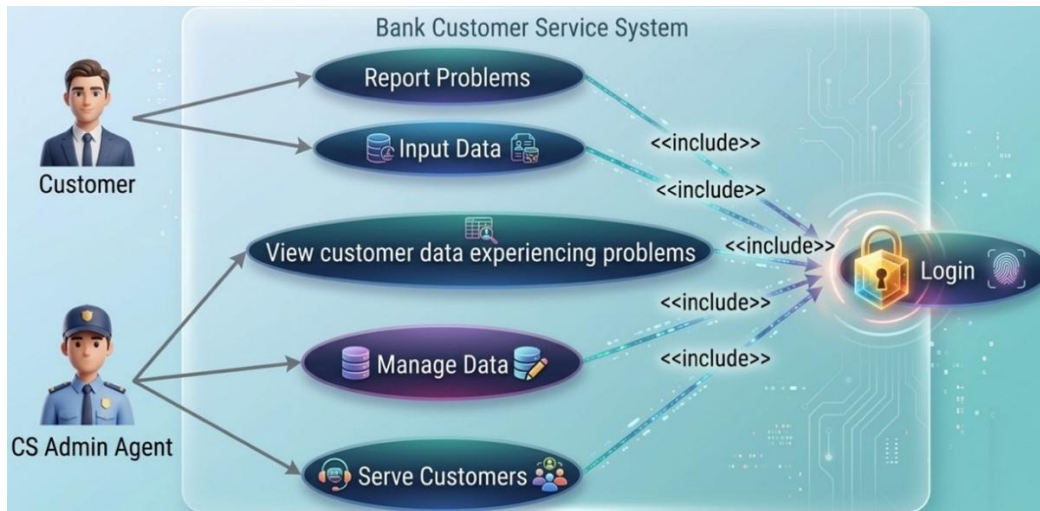 Bank Customer Service System
Report Problems
<<include>>
Input Data
<<include>>
Customer
View customer data experiencing problems
<<include>>
Login
<<include>>
Manage Data
<<include>>
CS Admin Agent
Serve Customers